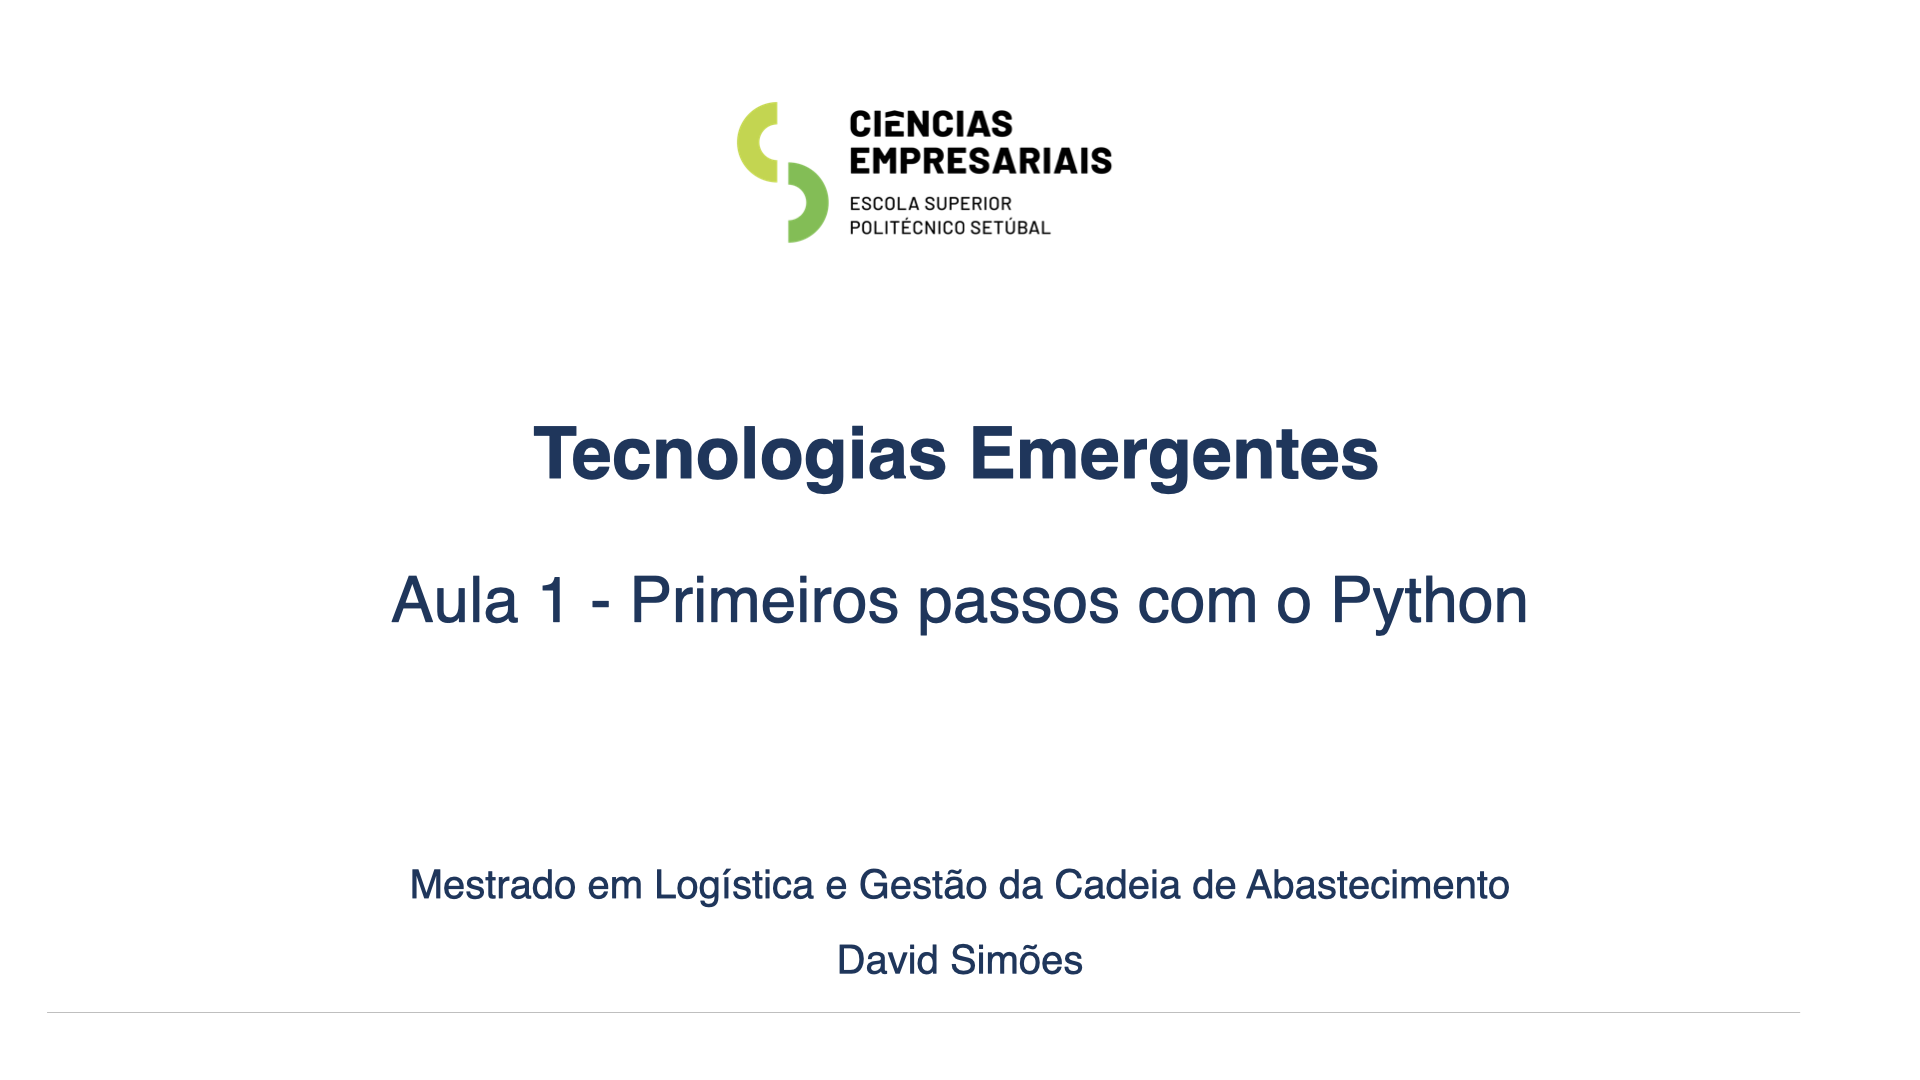 CIÊNCIAS
EMPRESARIAIS
ESCOLA SUPERIOR
POLITÉCNICO SETÚBAL
Tecnologias Emergentes
Aula 1 - Primeiros passos com o Python
Mestrado em Logística e Gestão da Cadeia de Abastecimento
David Simões